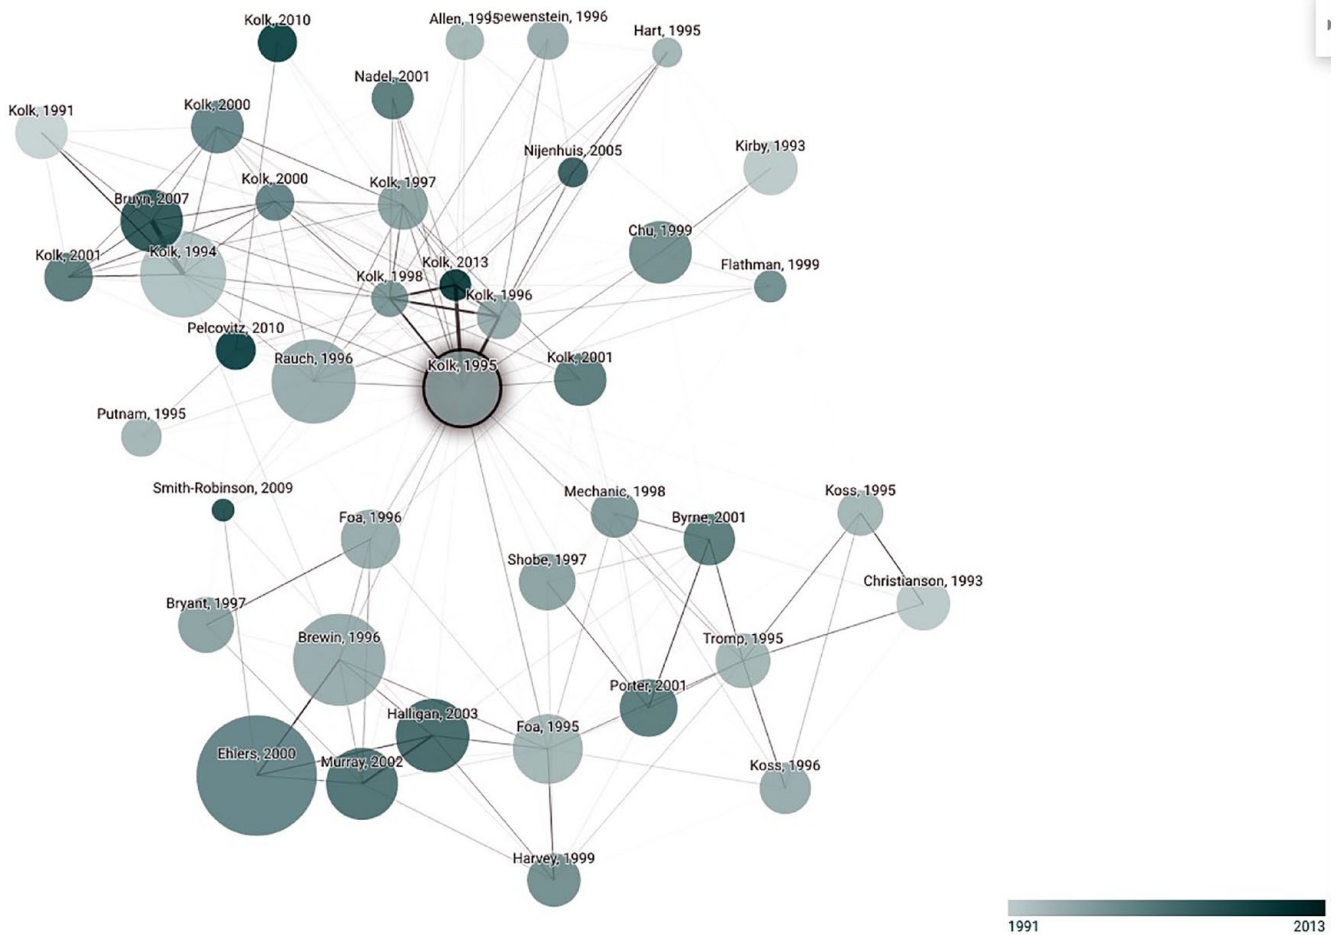 Kolk, 2010
Allen, 1995
oewenstein, 1996
Hart, 1995
Nadel, 2001
Kolk, 1991
Kolk, 2000
Kirby, 1993
Nijenhuis, 2005
Kolk, 2000
Kolk, 1997
Bruyn, 2007
Chu, 1999
Kolk, 2001
Kolk, 1994
Kolk, 2013
Flathman, 1999
Kolk, 1998
Kolk, 1996
Pelcovitz, 2010
Rauch, 1996
Kolk, 1995
Kolk, 2001
Putnam, 1995
Smith-Robinson, 2009
Mechanic, 1998
Koss, 1995
Foa, 1996
Byrne, 2001
Shobe, 1997
Christianson, 1993
Bryant, 1997
Brewin, 1996
Tromp, 1995
Porter, 2001
Halligan, 2003
Foa, 1995
Ehlers, 2000
Murray, 2002
Koss, 1996
Harvey, 1999
1991 2013